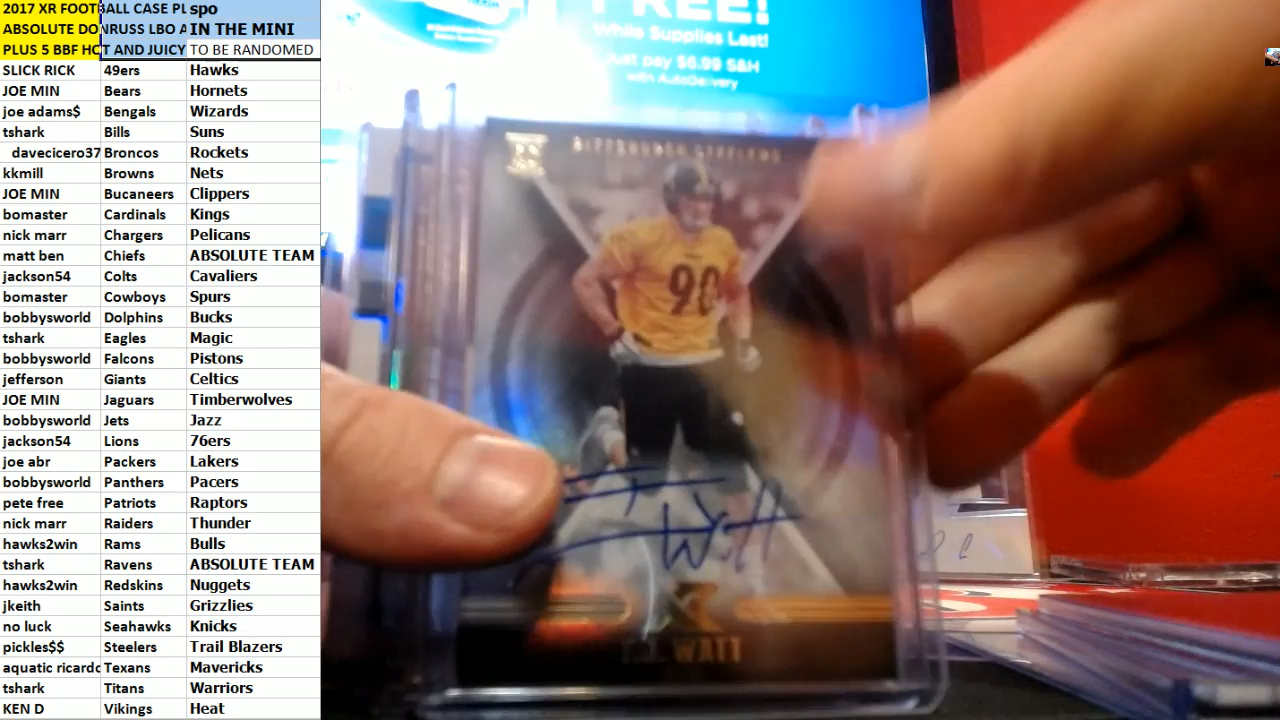 2017 XR FOOTBALL CASE PL spo
ABSOLUTE DONRUSS LBO A IN THE MINI
PLUS 5 BBF HOT AND JUICY TO BE RANDOMED
SLICK RICK 49ers Hawks
JOE MIN Bears Hornets
joe adams$ Bengals Wizards
tshark Bills Suns
davecicero37 Broncos Rockets
kkmill Browns Nets
JOE MIN Bucaneers Clippers
bomaster Cardinals Kings
nick marr Chargers Pelicans
matt ben Chiefs ABSOLUTE TEAM
jackson54 Colts Cavaliers
bomaster Cowboys Spurs
bobbysworld Dolphins Bucks
tshark Eagles Magic
bobbysworld Falcons Pistons
jefferson Giants Celtics
JOE MIN Jaguars Timberwolves
bobbysworld Jets Jazz
jackson54 Lions 76ers
joe abr Packers Lakers
bobbysworld Panthers Pacers
pete free Patriots Raptors
nick marr Raiders Thunder
hawks2win Rams Bulls
tshark Ravens ABSOLUTE TEAM
hawks2win Redskins Nuggets
jkeith Saints Grizzlies
no luck Seahawks Knicks
pickles$$ Steelers Trail Blazers
aquatic ricardo Texans Mavericks
tshark Titans Warriors
KEN D Vikings Heat
FREE!
while Supplies Last!
Just pay $6.99 S&H
with AutoDelivery
PITTSBURGH STEELERS
90
T Watt
XR
T.J. WATT